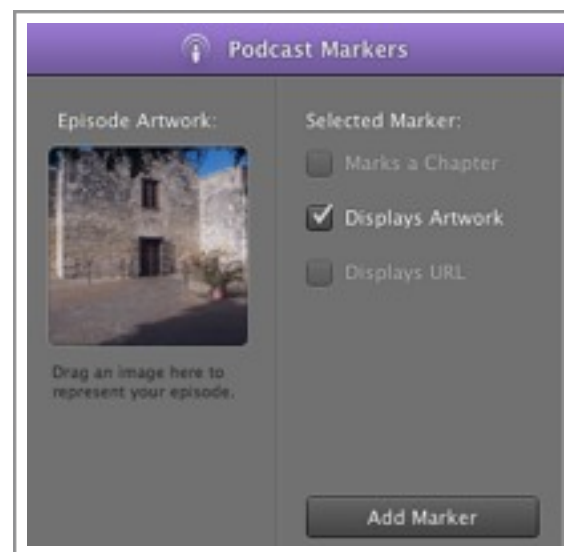 Podcast Markers
Episode Artwork:
Drag an image here to
represent your episode.
Selected Marker:
Marks a Chapter
Displays Artwork
Displays URL
Add Marker